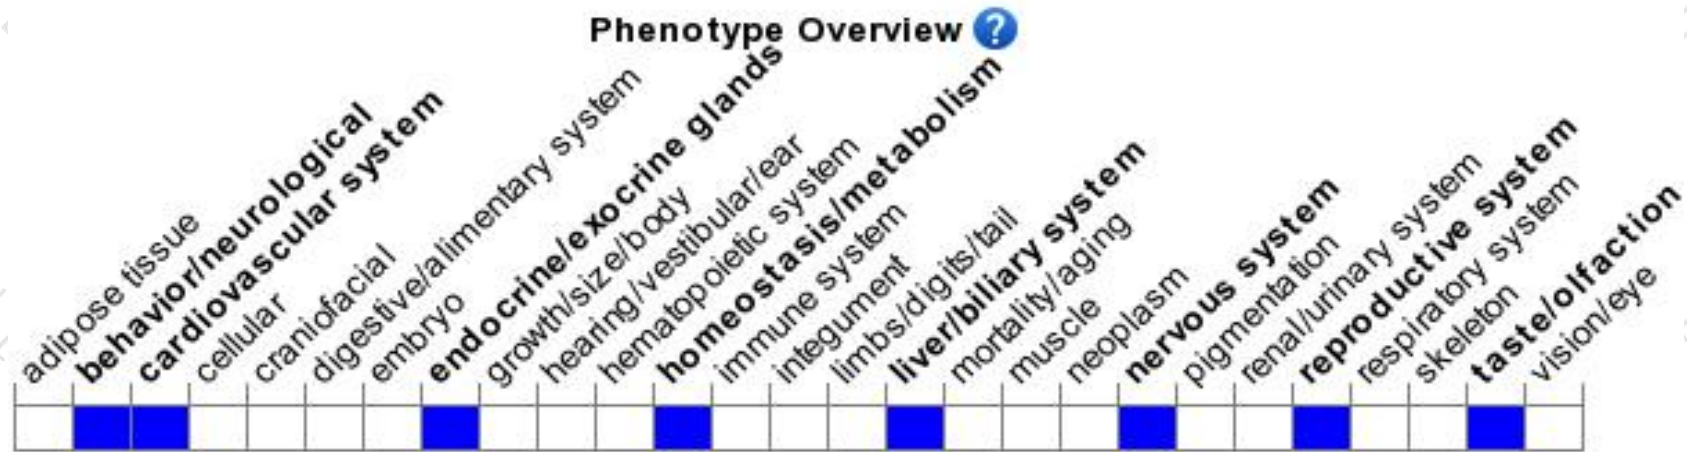 Phenotype Overview ?
adipose tissue
behavior/neurological
cardiovascular system
cellular
craniofacial
digestive/alimentary system
embryo
endocrine/exocrine glands
growth/size/body
hearing/vestibular/ear
hematopoietic system
homeostasis/metabolism
immune system
integument
limbs/digits/tail
liver/biliary system
mortality/aging
muscle
neoplasm
nervous system
pigmentation
renal/urinary system
reproductive system
respiratory system
skeleton
taste/olfaction
vision/eye